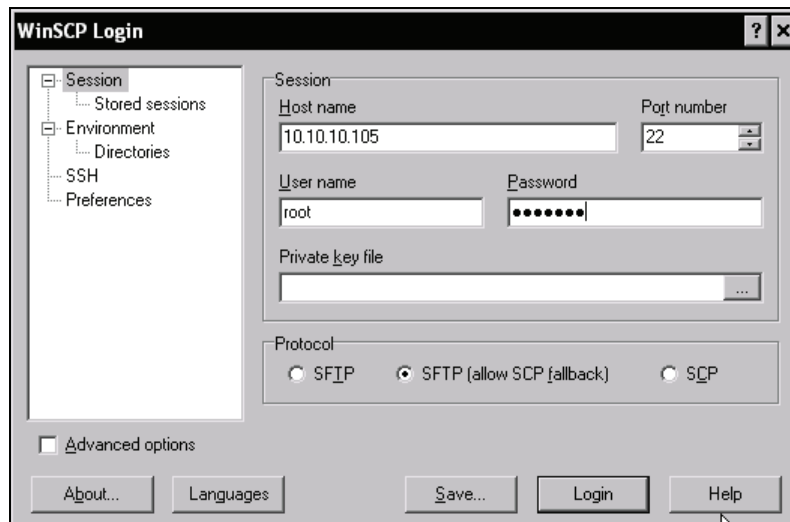 WinSCP Login
Session
Stored sessions
Environment
Directories
SSH
Preferences
Session
Host name
Port number
10.10.10.105
22
User name
Password
root
•••••••
Private key file
...
Protocol
SFTP
SFTP (allow SCP fallback)
SCP
Advanced options
About...
Languages
Save...
Login
Help